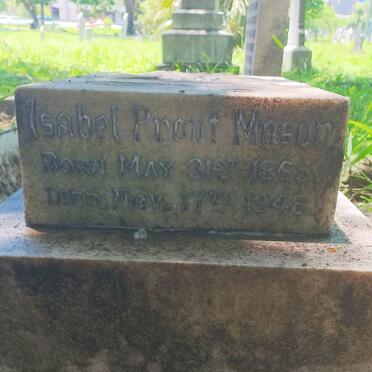 Isabel Prout Mason
Born May 31st
Died Nov. 17th